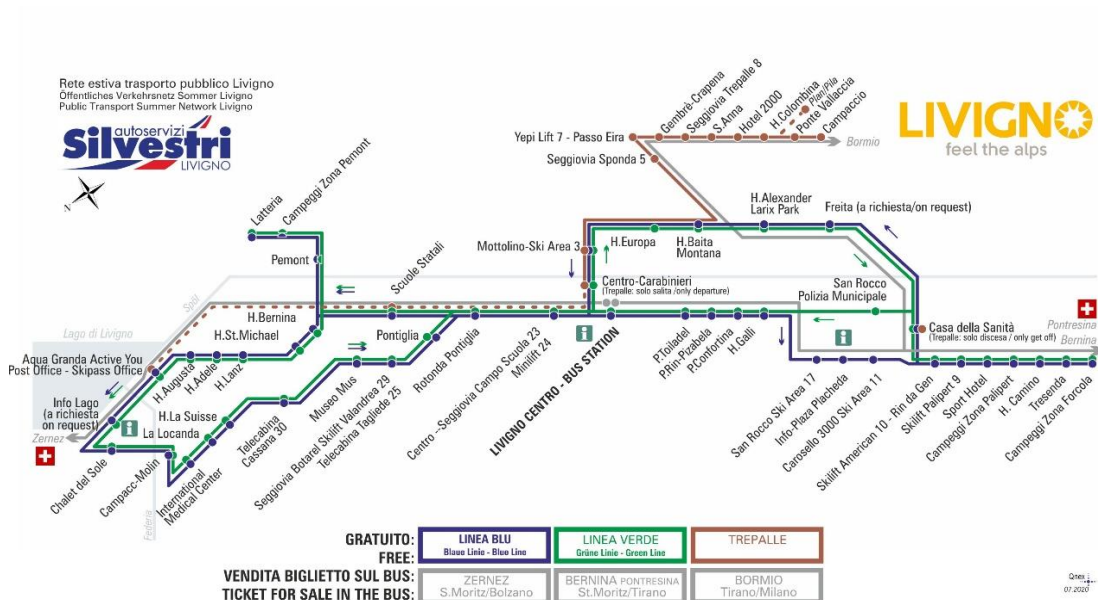 Rete estiva trasporto pubblico Livigno
Öffentliches Verkehrsnetz Sommer Livigno
Public Transport Summer Network Livigno
autoservizi
Silvestri
LIVIGNO
N
LIVIGNO
feel the alps
Gembrè-Crapena
Seggiovia Trepalle 8
S.Anna
Hotel 2000
H.Colombina
Plan/Pila
Ponte Vallaccia
Campaccio
Yepi Lift 7 - Passo Eira
Bormio
Seggiovia Sponda 5
Latteria
Campeggi Zona Pemont
Pemont
H.Alexander
Larix Park
Freita (a richiesta/on request)
Mottolino-Ski Area 3
H.Europa
H.Baita
Montana
Scuole Statali
Centro-Carabinieri
(Trepalle: solo salita /only departure)
San Rocco
Polizia Municipale
Spöl
H.Bernina
H.St.Michael
Pontiglia
Lago di Livigno
Casa della Sanità
(Trepalle: solo discesa / only get off)
Pontresina
Bernina
Aqua Granda Active You
Post Office - Skipass Office
H.Augusta
H.Adele
H.Lanz
Info Lago
(a richiesta
on request)
Zernez
H.La Suisse
La Locanda
Chalet del Sole
Campacc-Molin
International
Medical Center
Federia
Telecabina
Cassana 30
Museo Mus
Seggiovia Botarel Skilift Valandrea 29
Telecabina Tagliede 25
Rotonda Pontiglia
Centro -Seggiovia Campo Scuola 23
Minilift 24
i
LIVIGNO CENTRO - BUS STATION
P.Toiladel
P.Rin-Pizabela
P.Confortina
H.Galli
San Rocco Ski Area 17
Info-Plaza Placheda
Carosello 3000 Ski Area 11
Skilift American 10 - Rin da Gen
Skilift Palipert 9
Sport Hotel
Campeggi Zona Palipert
H. Camino
Tresenda
Campeggi Zona Forcola
GRATUITO:
FREE:
LINEA BLU
Blaue Linie - Blue Line
LINEA VERDE
Grüne Linie - Green Line
TREPALLE
VENDITA BIGLIETTO SUL BUS:
TICKET FOR SALE IN THE BUS:
ZERNEZ
S.Moritz/Bolzano
BERNINA PONTRESINA
St.Moritz/Tirano
BORMIO
Tirano/Milano
Qnex
07.2020